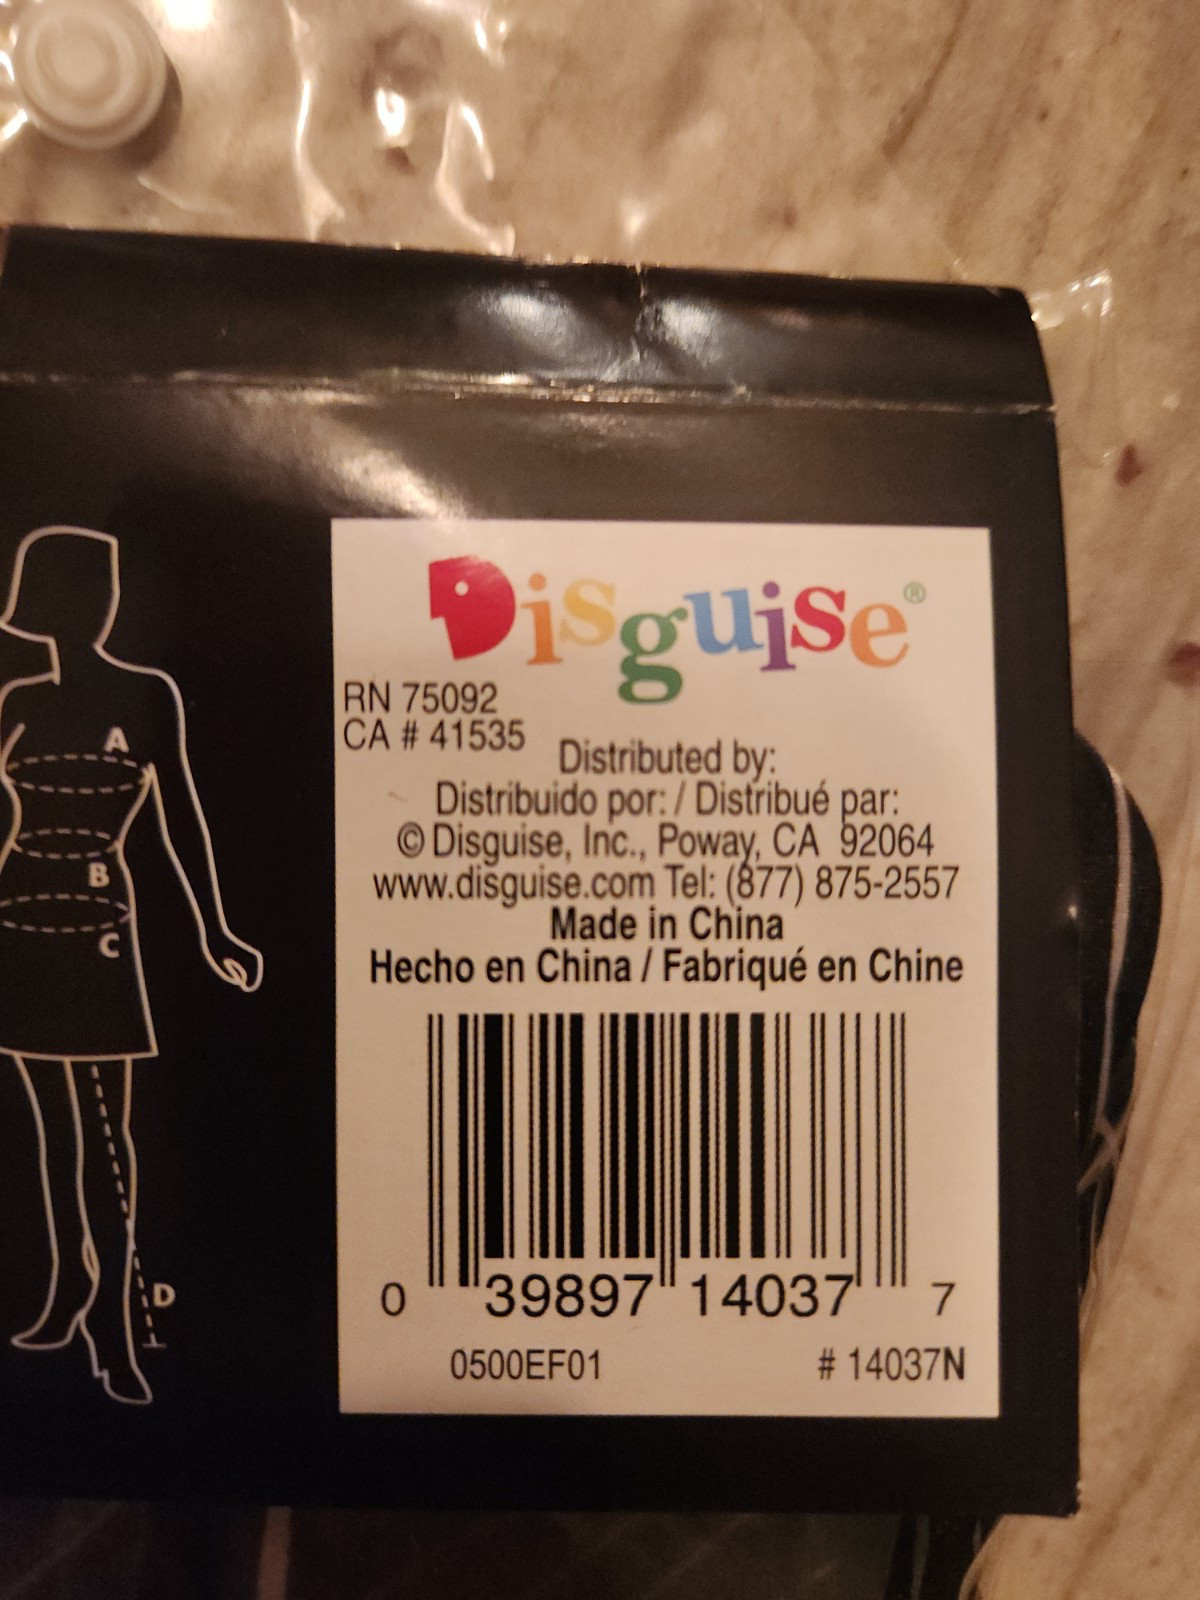 Disguise®
RN 75092
CA # 41535
Distributed by:
Distribuido por: / Distribué par:
© Disguise, Inc., Poway, CA 92064
www.disguise.com Tel: (877) 875-2557
Made in China
Hecho en China / Fabriqué en Chine
A
B
C
D
0 39897 14037 7
0500EF01 # 14037N